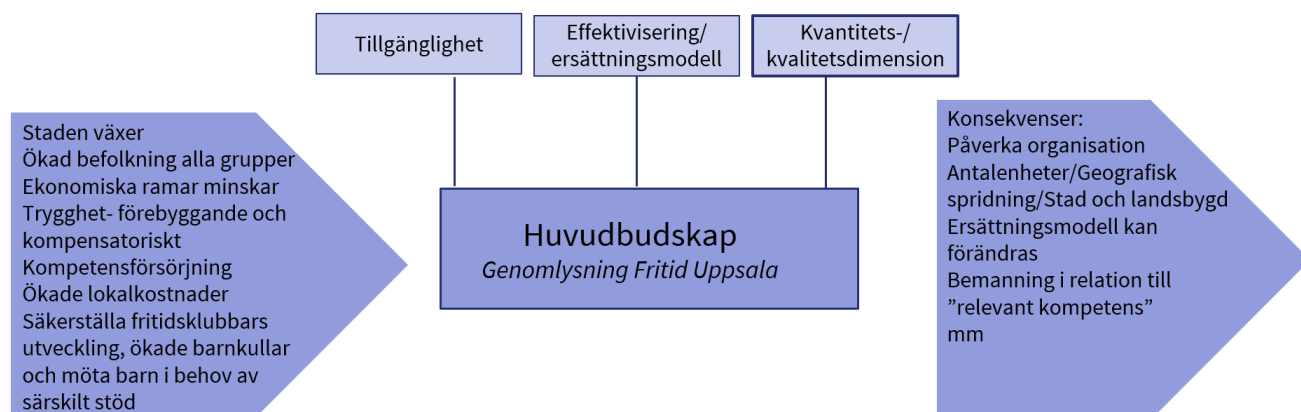 Tillgänglighet
Effektivisering/
ersättningsmodell
Kvantitets-/
kvalitetsdimension
Staden växer
Ökad befolkning alla grupper
Ekonomiska ramar minskar
Trygghet- förebyggande och
kompensatoriskt
Kompetensförsörjning
Ökade lokalkostnader
Säkerställa fritidsklubbars
utveckling, ökade barnkullar
och möta barn i behov av
särskilt stöd
Huvudbudskap
Genomlysning Fritid Uppsala
Konsekvenser:
Påverka organisation
Antalenheter/Geografisk
spridning/Stad och landsbygd
Ersättningsmodell kan
förändras
Bemanning i relation till
”relevant kompetens”
mm